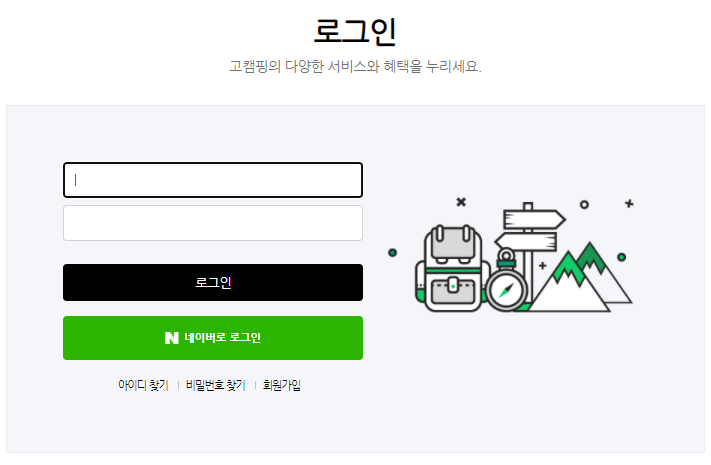 로그인
고캠핑의 다양한 서비스와 혜택을 누리세요.
로그인
N 네이버로 로그인
아이디 찾기 | 비밀번호 찾기 | 회원가입